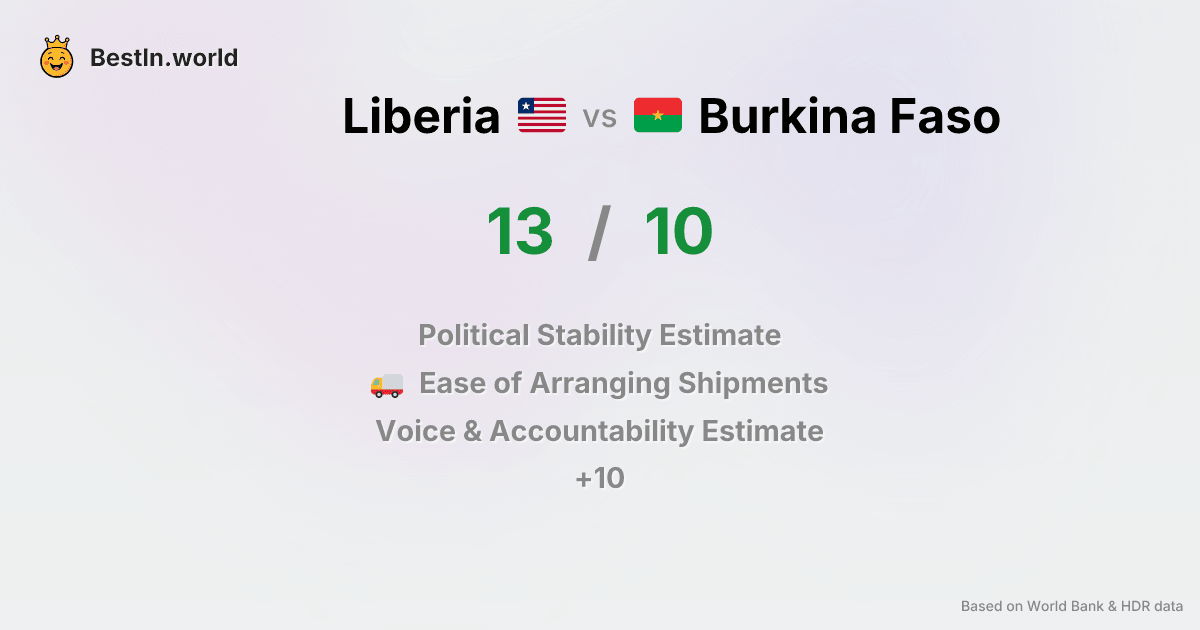 BestIn.world
Liberia vs Burkina Faso
13 / 10
Political Stability Estimate
Ease of Arranging Shipments
Voice & Accountability Estimate
+10
Based on World Bank & HDR data